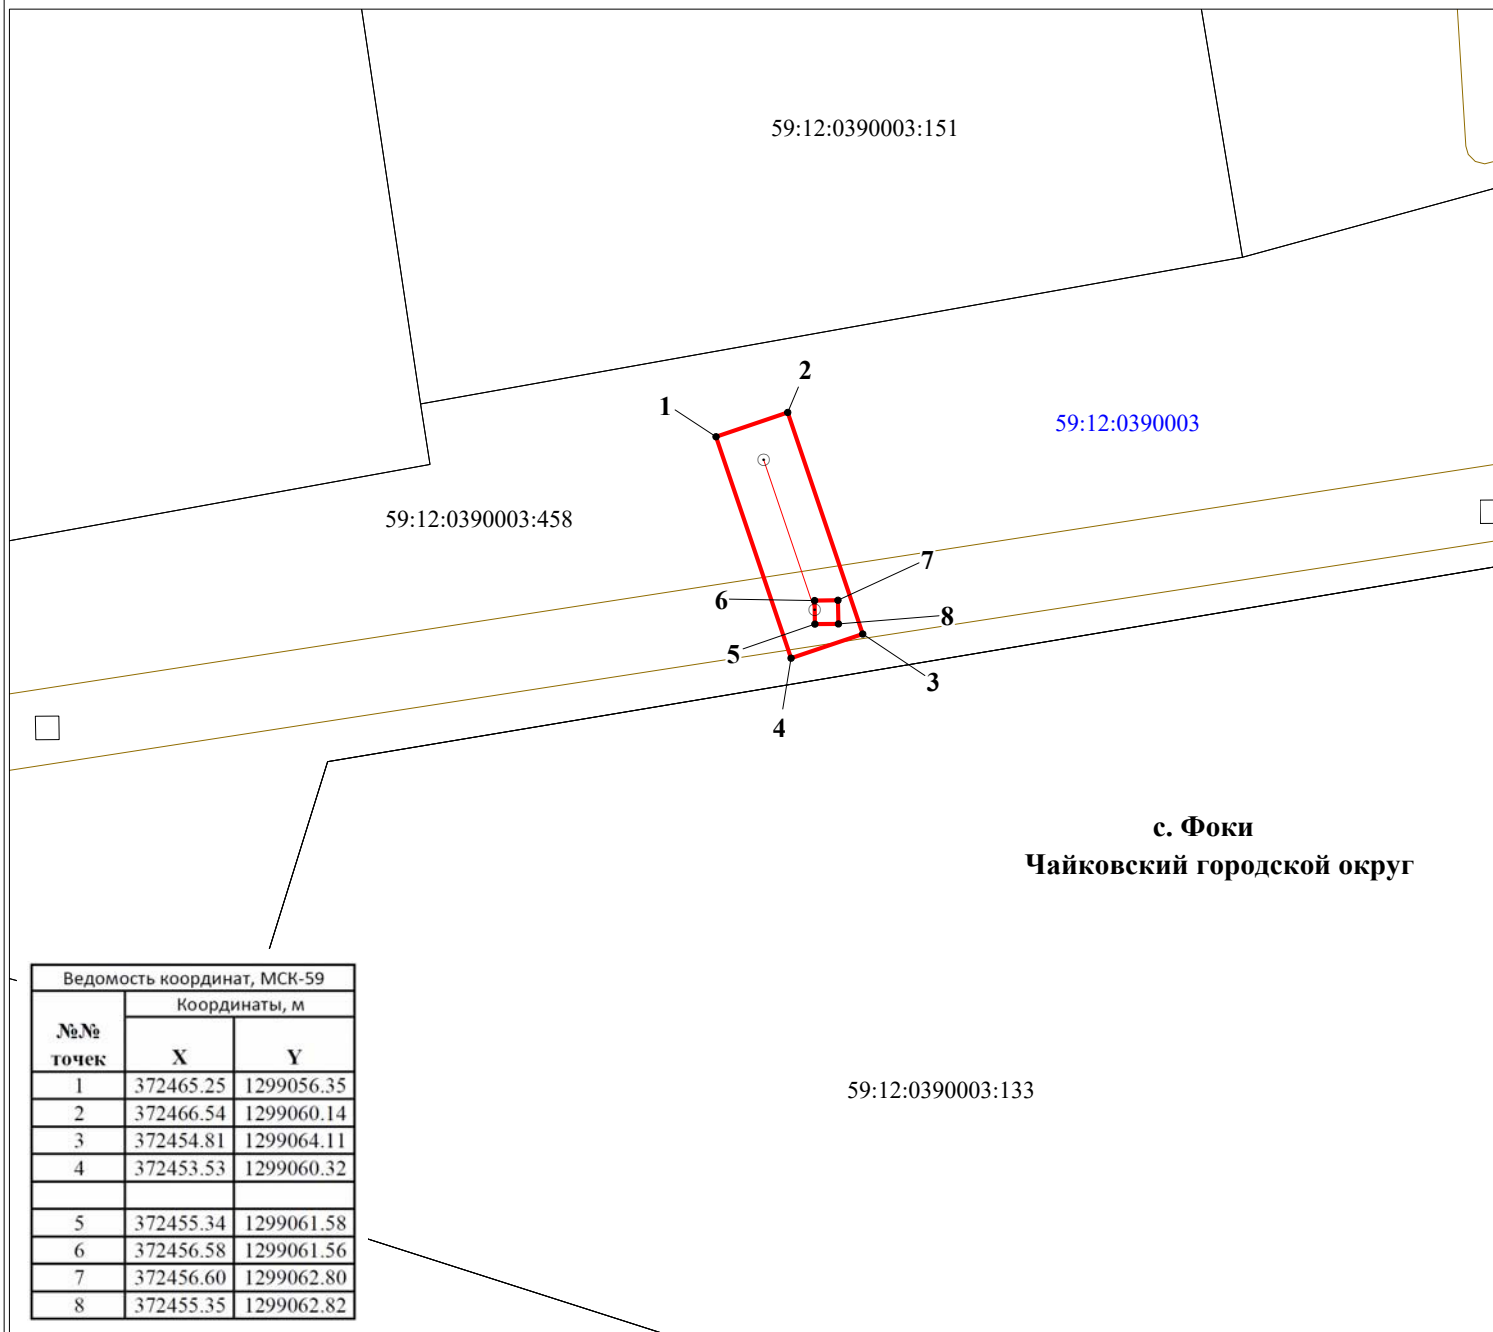 59:12:0390003:151
2
1
59:12:0390003
59:12:0390003:458
7
6
8
5
3
4
с. Фоки
Чайковский городской округ
Ведомость координат, МСК-59
№№ точек
Координаты, м
X Y
1 372465.25 1299056.35
2 372466.54 1299060.14
3 372454.81 1299064.11
4 372453.53 1299060.32
5 372455.34 1299061.58
6 372456.58 1299061.56
7 372456.60 1299062.80
8 372455.35 1299062.82
59:12:0390003:133